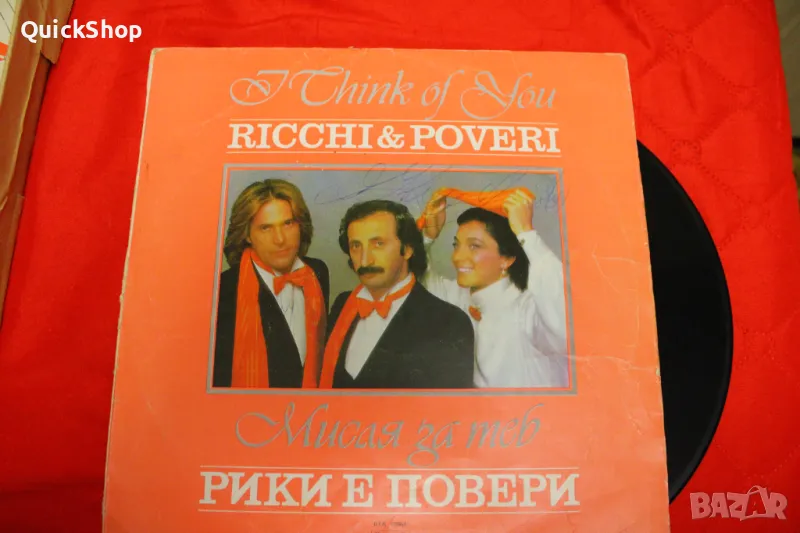 QuickShop
I Think of You
RICCHI & POVERI
Мисля за теб
РИКИ Е ПОВЕРИ
BAZAR